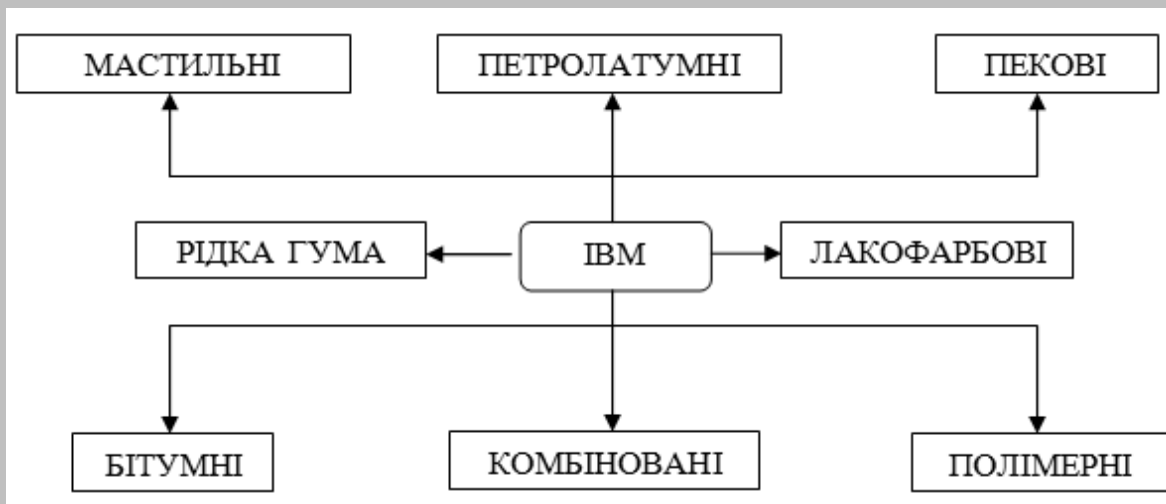 МАСТИЛЬНІ
ПЕТРОЛАТУМНІ
ПЕКОВІ
РІДКА ГУМА
ІВМ
ЛАКОФАРБОВІ
БІТУМНІ
КОМБІНОВАНІ
ПОЛІМЕРНІ